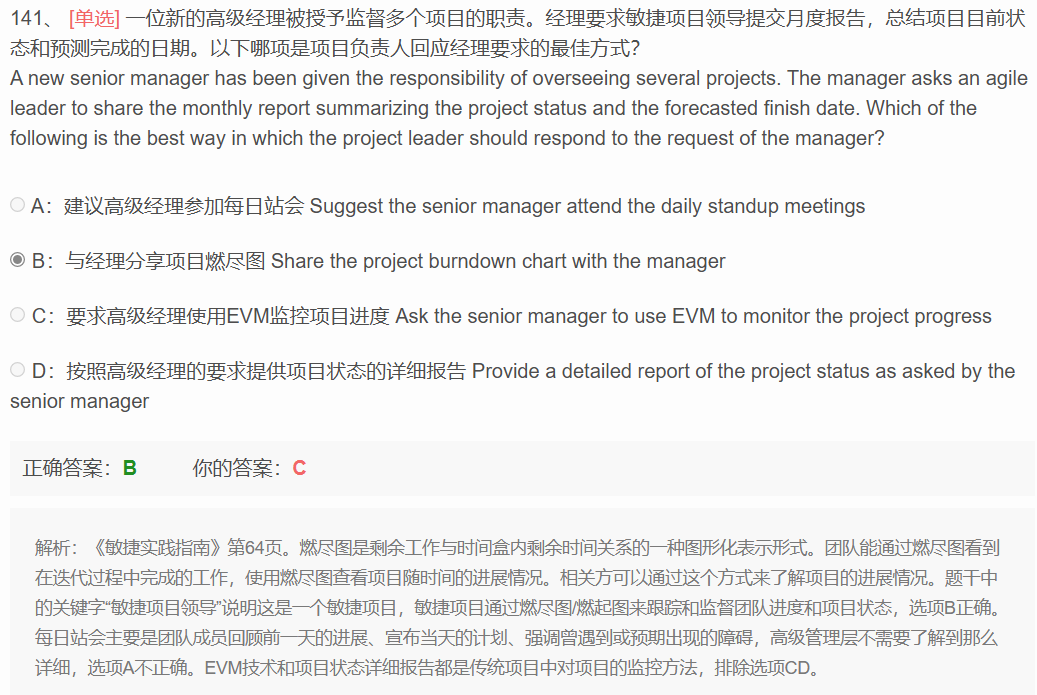 141、 [单选] 一位新的高级经理被授予监督多个项目的职责。经理要求敏捷项目领导提交月度报告，总结项目目前状
态和预测完成的日期。以下哪项是项目负责人回应经理要求的最佳方式？
A new senior manager has been given the responsibility of overseeing several projects. The manager asks an agile
leader to share the monthly report summarizing the project status and the forecasted finish date. Which of the
following is the best way in which the project leader should respond to the request of the manager?
A：建议高级经理参加每日站会 Suggest the senior manager attend the daily standup meetings
B：与经理分享项目燃尽图 Share the project burndown chart with the manager
C：要求高级经理使用EVM监控项目进度 Ask the senior manager to use EVM to monitor the project progress
D：按照高级经理的要求提供项目状态的详细报告 Provide a detailed report of the project status as asked by the
senior manager
正确答案：B 你的答案：C
解析：《敏捷实践指南》第64页。燃尽图是剩余工作与时间盒内剩余时间关系的一种图形化表示形式。团队能通过燃尽图看到
在迭代过程中完成的工作，使用燃尽图查看项目随时间的进展情况。相关方可以通过这个方式来了解项目的进展情况。题干中
的关键字“敏捷项目领导”说明这是一个敏捷项目，敏捷项目通过燃尽图/燃起图来跟踪和监督团队进度和项目状态，选项B正确。
每日站会主要是团队成员回顾前一天的进展、宣布当天的计划、强调曾遇到或预期出现的障碍，高级管理层不需要了解到那么
详细，选项A不正确。EVM技术和项目状态详细报告都是传统项目中对项目的监控方法，排除选项CD。